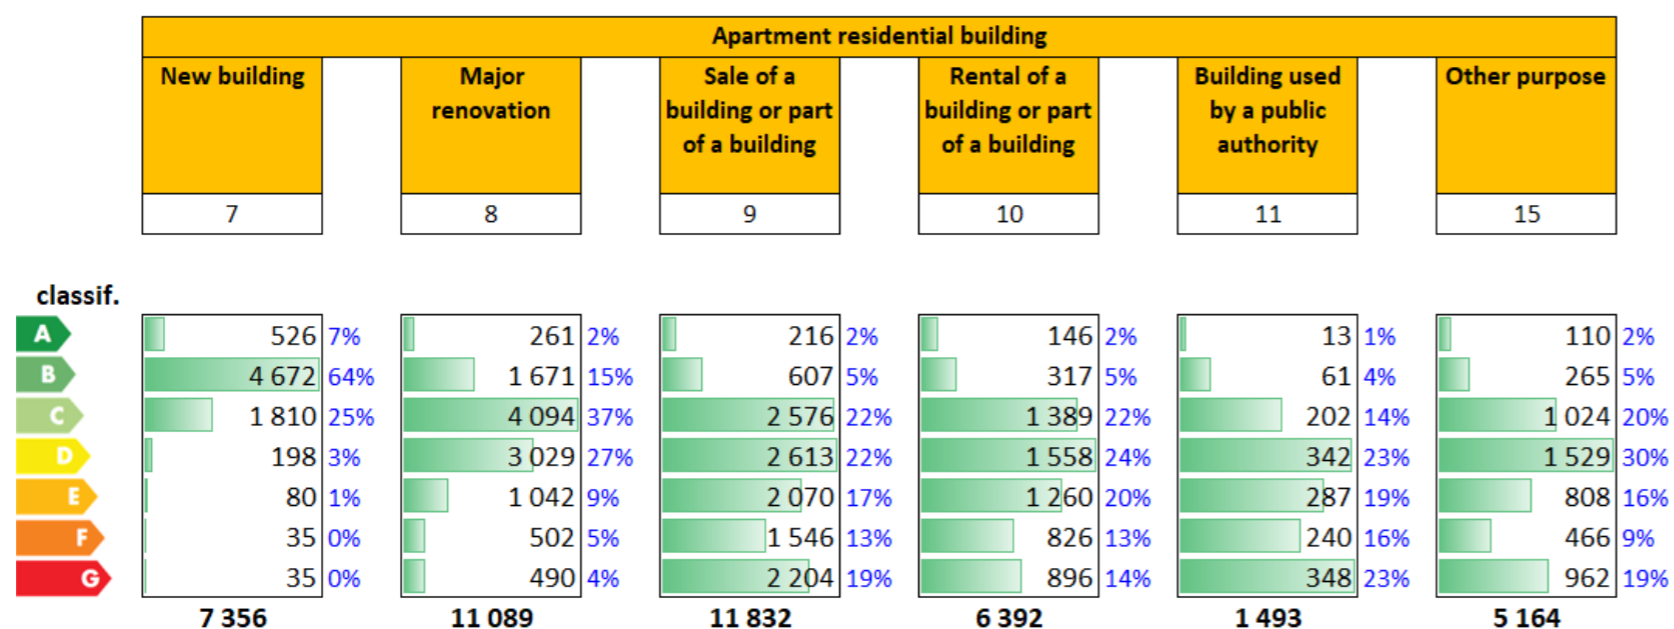 Apartment residential building
New building Major renovation Sale of a building or part of a building Rental of a building or part of a building Building used by a public authority Other purpose
7 8 9 10 11 15
classif.
A 526 7% 261 2% 216 2% 146 2% 13 1% 110 2%
B 4 672 64% 1 671 15% 607 5% 317 5% 61 4% 265 5%
C 1 810 25% 4 094 37% 2 576 22% 1 389 22% 202 14% 1 024 20%
D 198 3% 3 029 27% 2 613 22% 1 558 24% 342 23% 1 529 30%
E 80 1% 1 042 9% 2 070 17% 1 260 20% 287 19% 808 16%
F 35 0% 502 5% 1 546 13% 826 13% 240 16% 466 9%
G 35 0% 490 4% 2 204 19% 896 14% 348 23% 962 19%
7 356 11 089 11 832 6 392 1 493 5 164